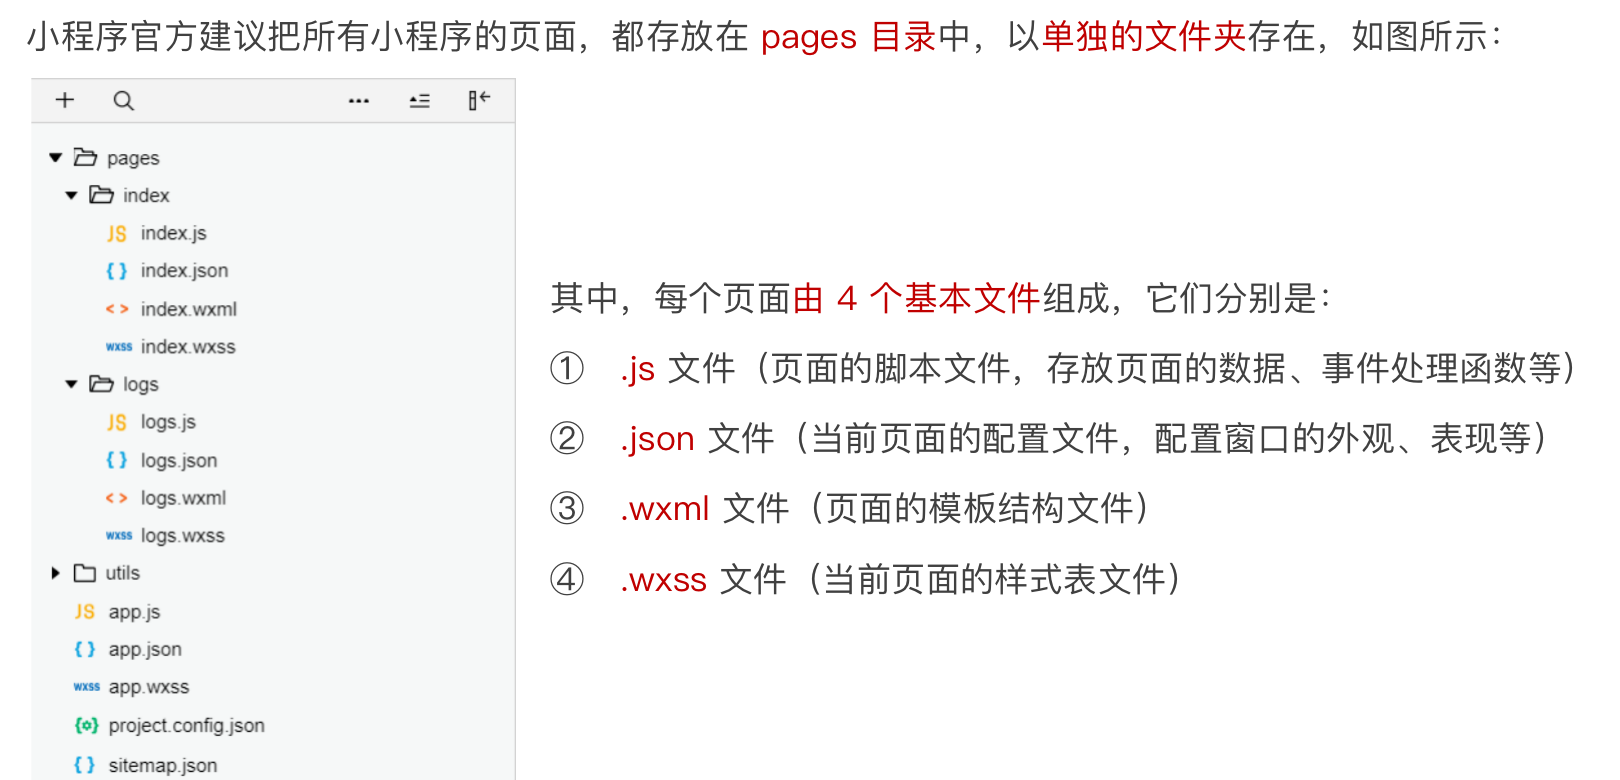 小程序官方建议把所有小程序的页面，都存放在 pages 目录中，以单独的文件夹存在，如图所示：
pages
index
JS index.js
{ } index.json
< > index.wxml
wxss index.wxss
logs
JS logs.js
{ } logs.json
< > logs.wxml
wxss logs.wxss
utils
JS app.js
{ } app.json
wxss app.wxss
project.config.json
{ } sitemap.json
其中，每个页面由 4 个基本文件组成，它们分别是：
① .js 文件（页面的脚本文件，存放页面的数据、事件处理函数等）
② .json 文件（当前页面的配置文件，配置窗口的外观、表现等）
③ .wxml 文件（页面的模板结构文件）
④ .wxss 文件（当前页面的样式表文件）